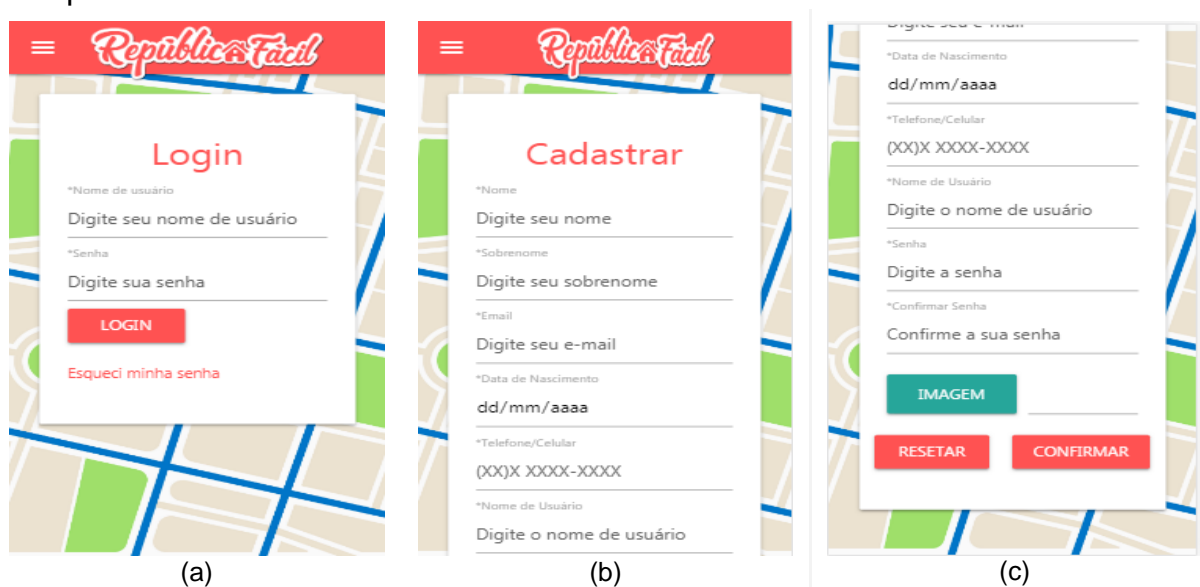 República Fácil
Login
*Nome de usuário
Digite seu nome de usuário
*Senha
Digite sua senha
LOGIN
Esqueci minha senha
(a)
República Fácil
Cadastrar
*Nome
Digite seu nome
*Sobrenome
Digite seu sobrenome
*Email
Digite seu e-mail
*Data de Nascimento
dd/mm/aaaa
*Telefone/Celular
(XX)X XXXX-XXXX
*Nome de Usuário
Digite o nome de usuário
(b)
Digite seu e-mail
*Data de Nascimento
dd/mm/aaaa
*Telefone/Celular
(XX)X XXXX-XXXX
*Nome de Usuário
Digite o nome de usuário
*Senha
Digite a senha
*Confirmar Senha
Confirme a sua senha
IMAGEM
RESETAR CONFIRMAR
(c)